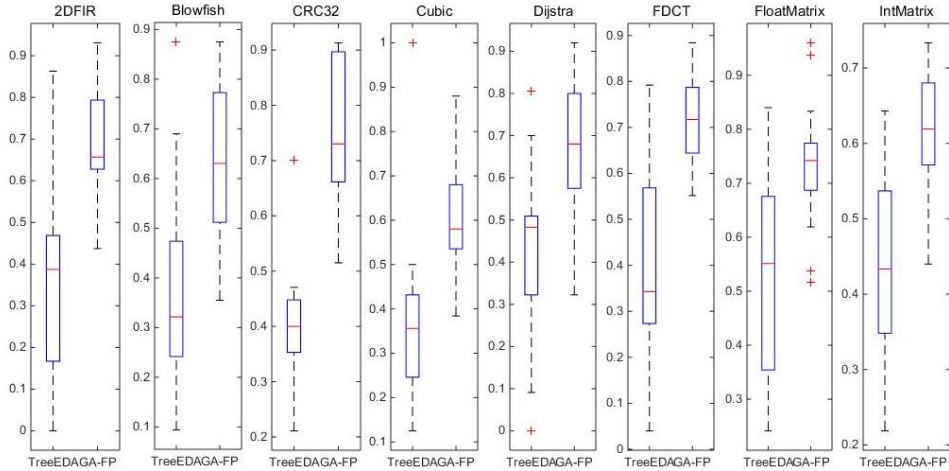 2DFIR Blowfish CRC32 Cubic Dijstra FDCT FloatMatrix IntMatrix
0.9 0.8 0.7 0.6 0.5 0.4 0.3 0.2 0.1 0
0.9 0.8 0.7 0.6 0.5 0.4 0.3 0.2 0.1
0.9 0.8 0.7 0.6 0.5 0.4 0.3 0.2
1 0.9 0.8 0.7 0.6 0.5 0.4 0.3 0.2 0.1
0.9 0.8 0.7 0.6 0.5 0.4 0.3 0.2 0.1 0
0.9 0.8 0.7 0.6 0.5 0.4 0.3 0.2 0.1 0
0.9 0.8 0.7 0.6 0.5 0.4 0.3
0.7 0.6 0.5 0.4 0.3 0.2
TreeEDAGA-FP TreeEDAGA-FP TreeEDAGA-FP TreeEDAGA-FP TreeEDAGA-FP TreeEDAGA-FP TreeEDAGA-FP TreeEDAGA-FP